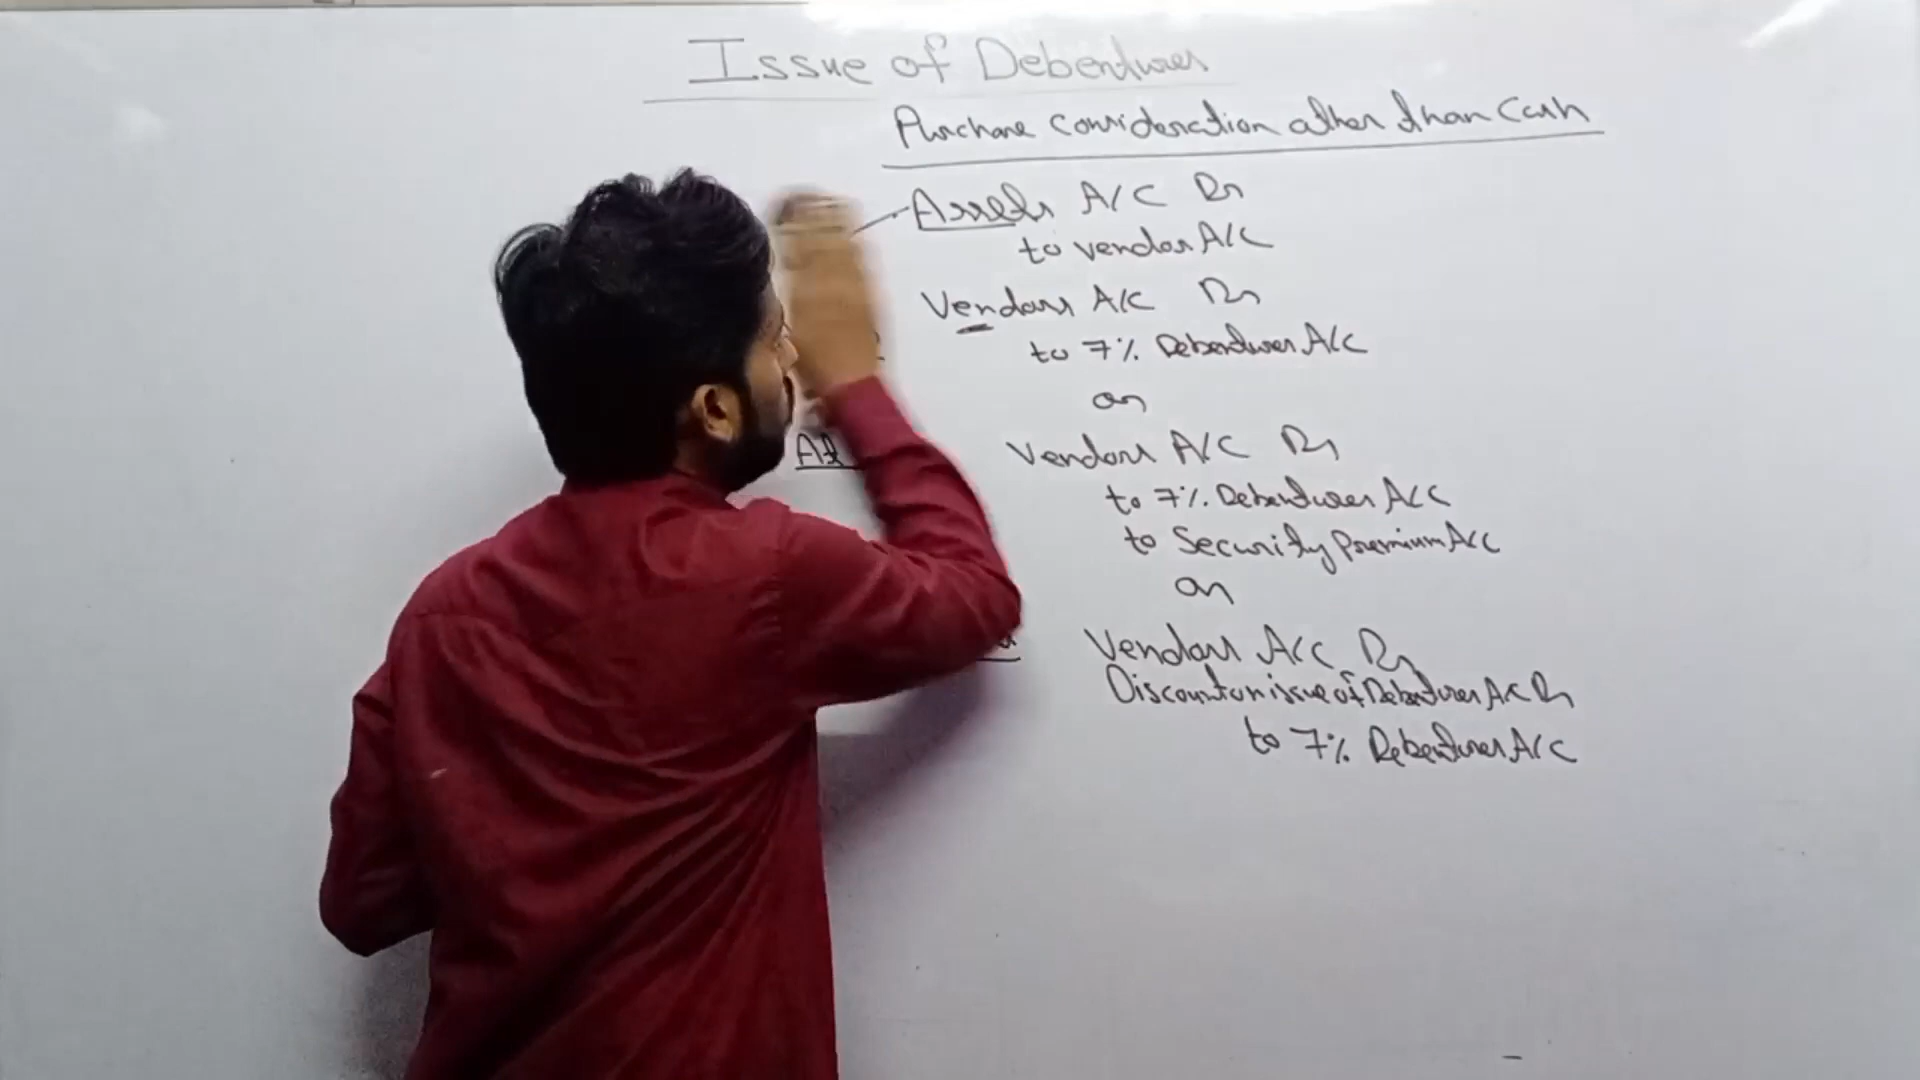 Issue of Debentures
Purchase consideration other than Cash
Assets A/C Dr
to vendor A/C
Vendors A/C Dr
to 7% Debentures A/C
or
At
Vendors A/C Dr
to 7% Debentures A/C
to Security Premium A/C
or
Vendors A/C Dr
Discount on issue of Debentures A/C Dr
to 7% Debentures A/C